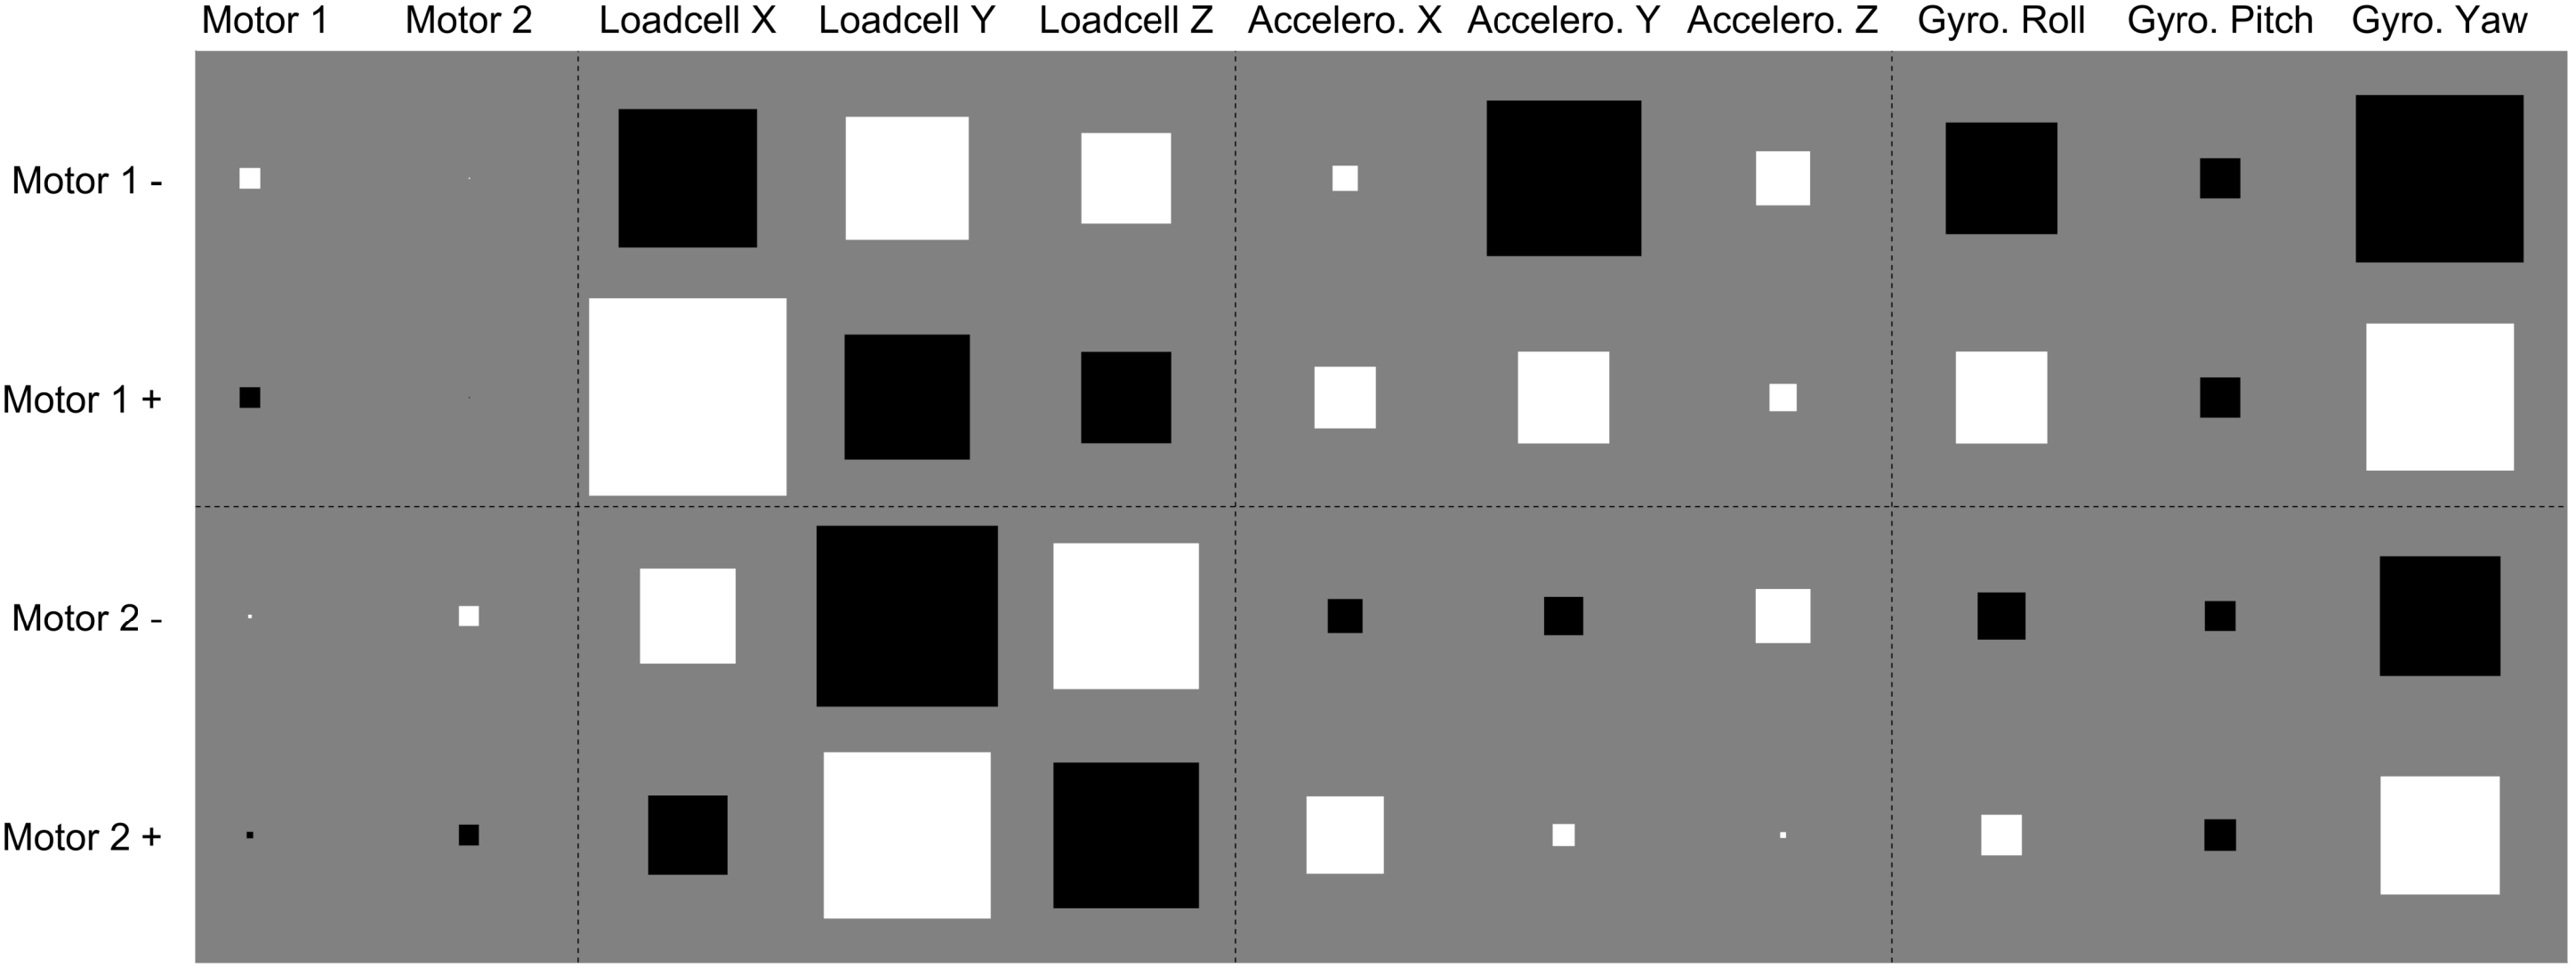 Motor 1 Motor 2 Loadcell X Loadcell Y Loadcell Z Accelero. X Accelero. Y Accelero. Z Gyro. Roll Gyro. Pitch Gyro. Yaw
Motor 1 -
Motor 1 +
Motor 2 -
Motor 2 +